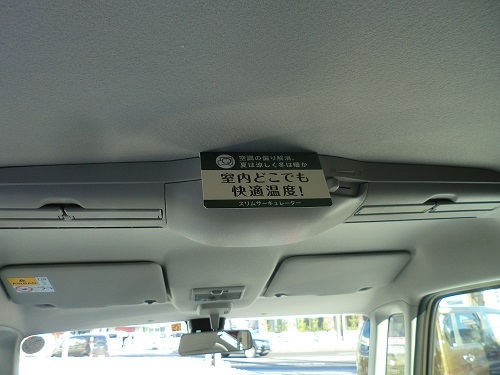 空調の偏り解消、
夏は涼しく冬は暖か
室内どこでも
快適温度!
スリムサーキュレーター